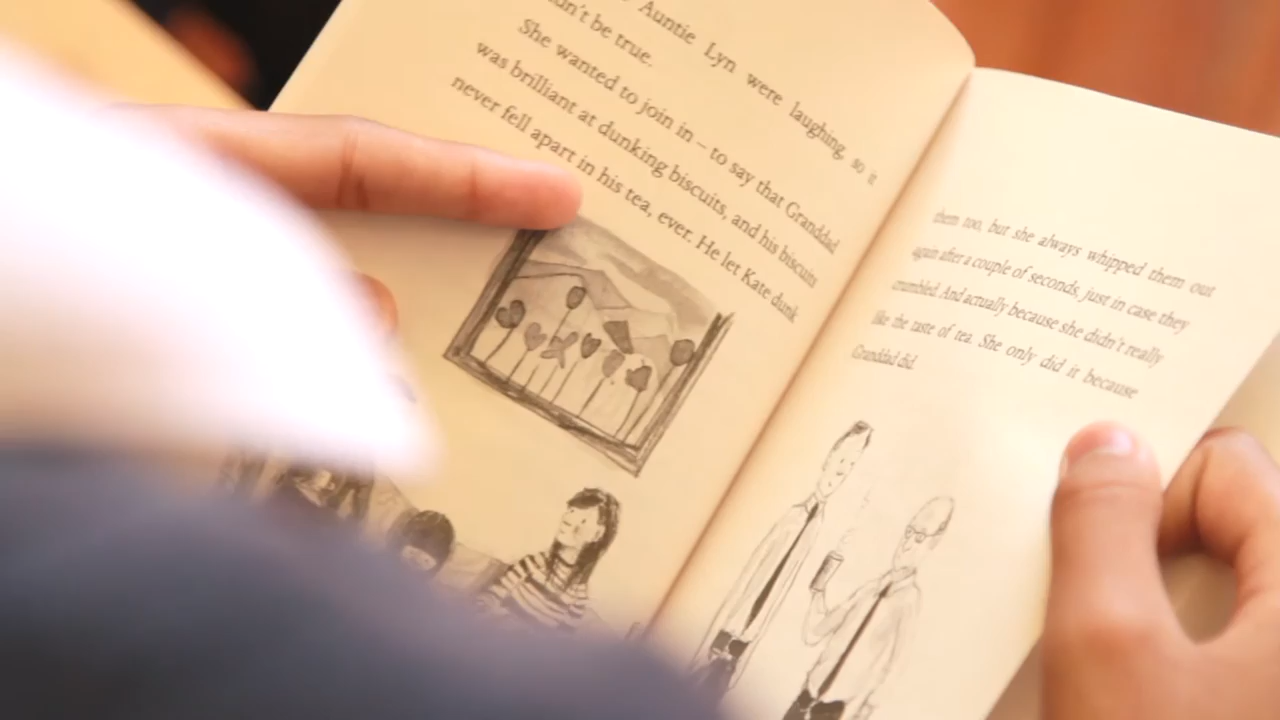 Auntie Lyn were laughing, so it
dn't be true.
She wanted to join in – to say that Granddad
was brilliant at dunking biscuits, and his biscuits
never fell apart in his tea, ever. He let Kate dunk
them too, but she always whipped them out
again after a couple of seconds, just in case they
crumbled. And actually because she didn't really
like the taste of tea. She only did it because
Granddad did.